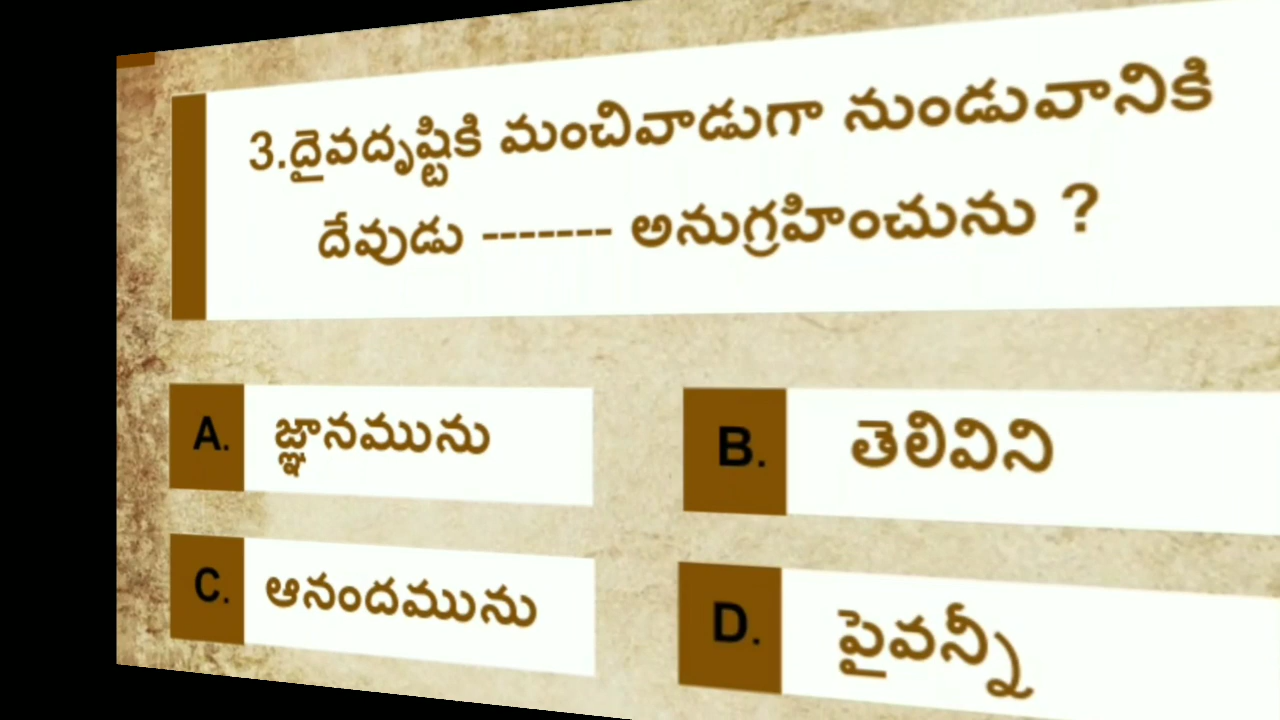 3.దైవదృష్టికి మంచివాడుగా నుండువానికి
దేవుడు ------- అనుగ్రహించును ?
A. జ్ఞానమును
B. తెలివిని
C. ఆనందమును
D. పైవన్నీ